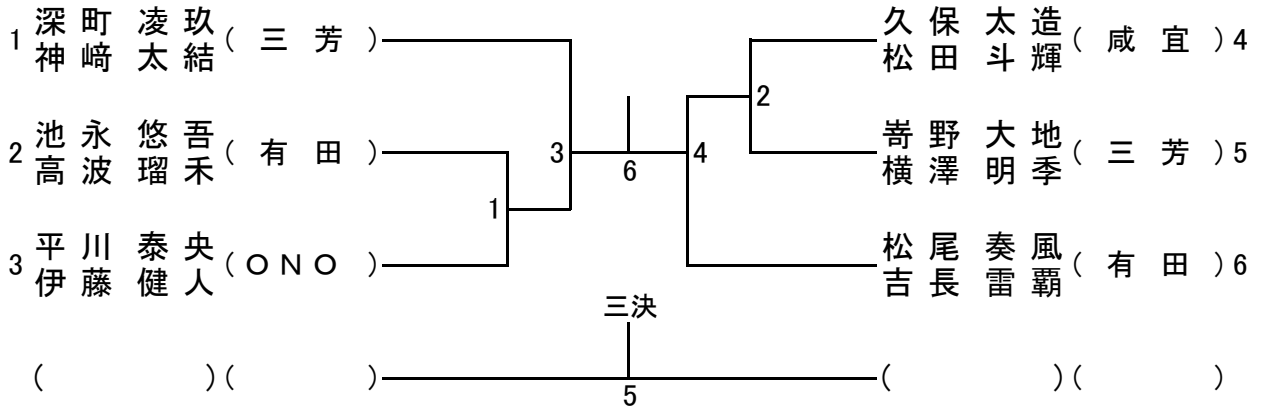 1 深町 凌玖 (三芳)
神﨑 太結
2 池永 悠吾 (有田)
高波 瑠禾
3 平川 泰央 (ONO)
伊藤 健人
久保 太造 (咸宜) 4
松田 斗輝
嵜野 大地 (三芳) 5
横澤 明季
松尾 奏風 (有田) 6
吉長 雷覇
1
3
6
4
2
三決
( ) ( )
5
( ) ( )